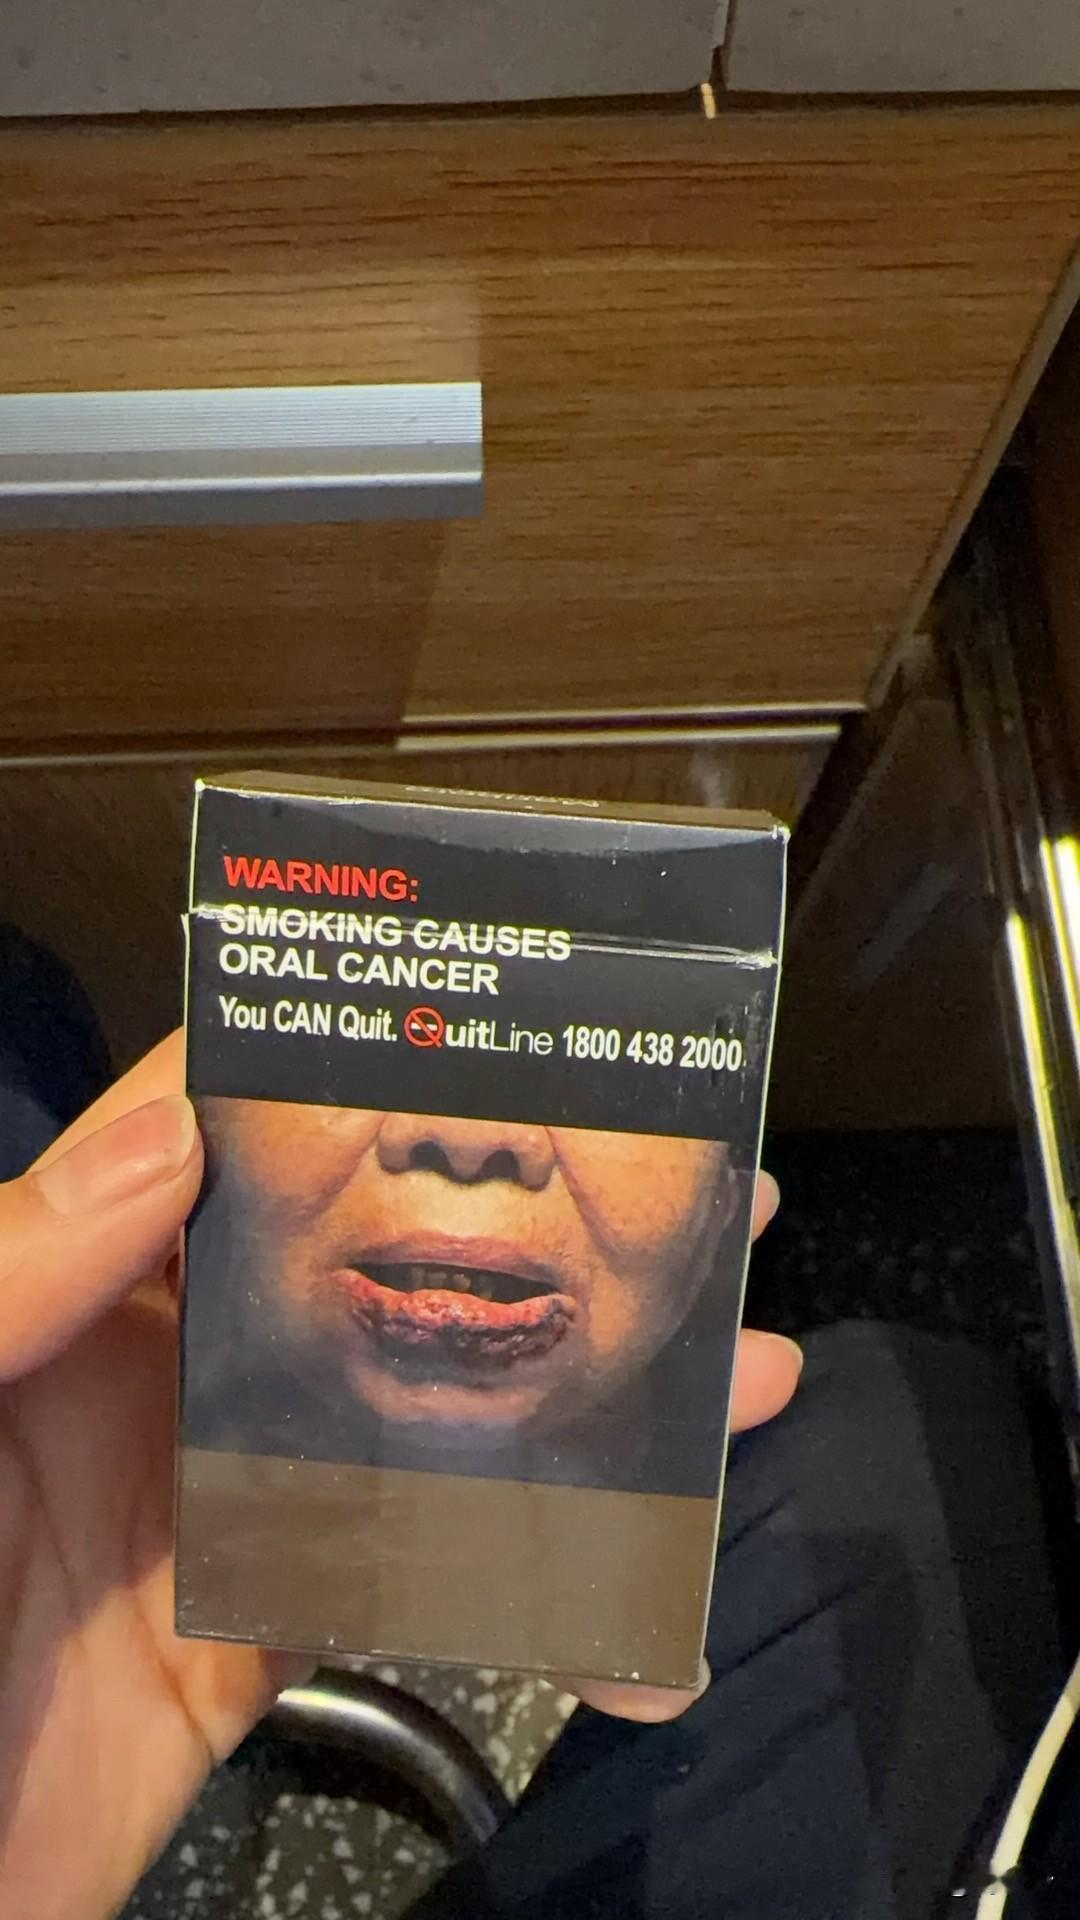 WARNING:
SMOKING CAUSES
ORAL CANCER
You CAN Quit. QuitLine 1800 438 2000